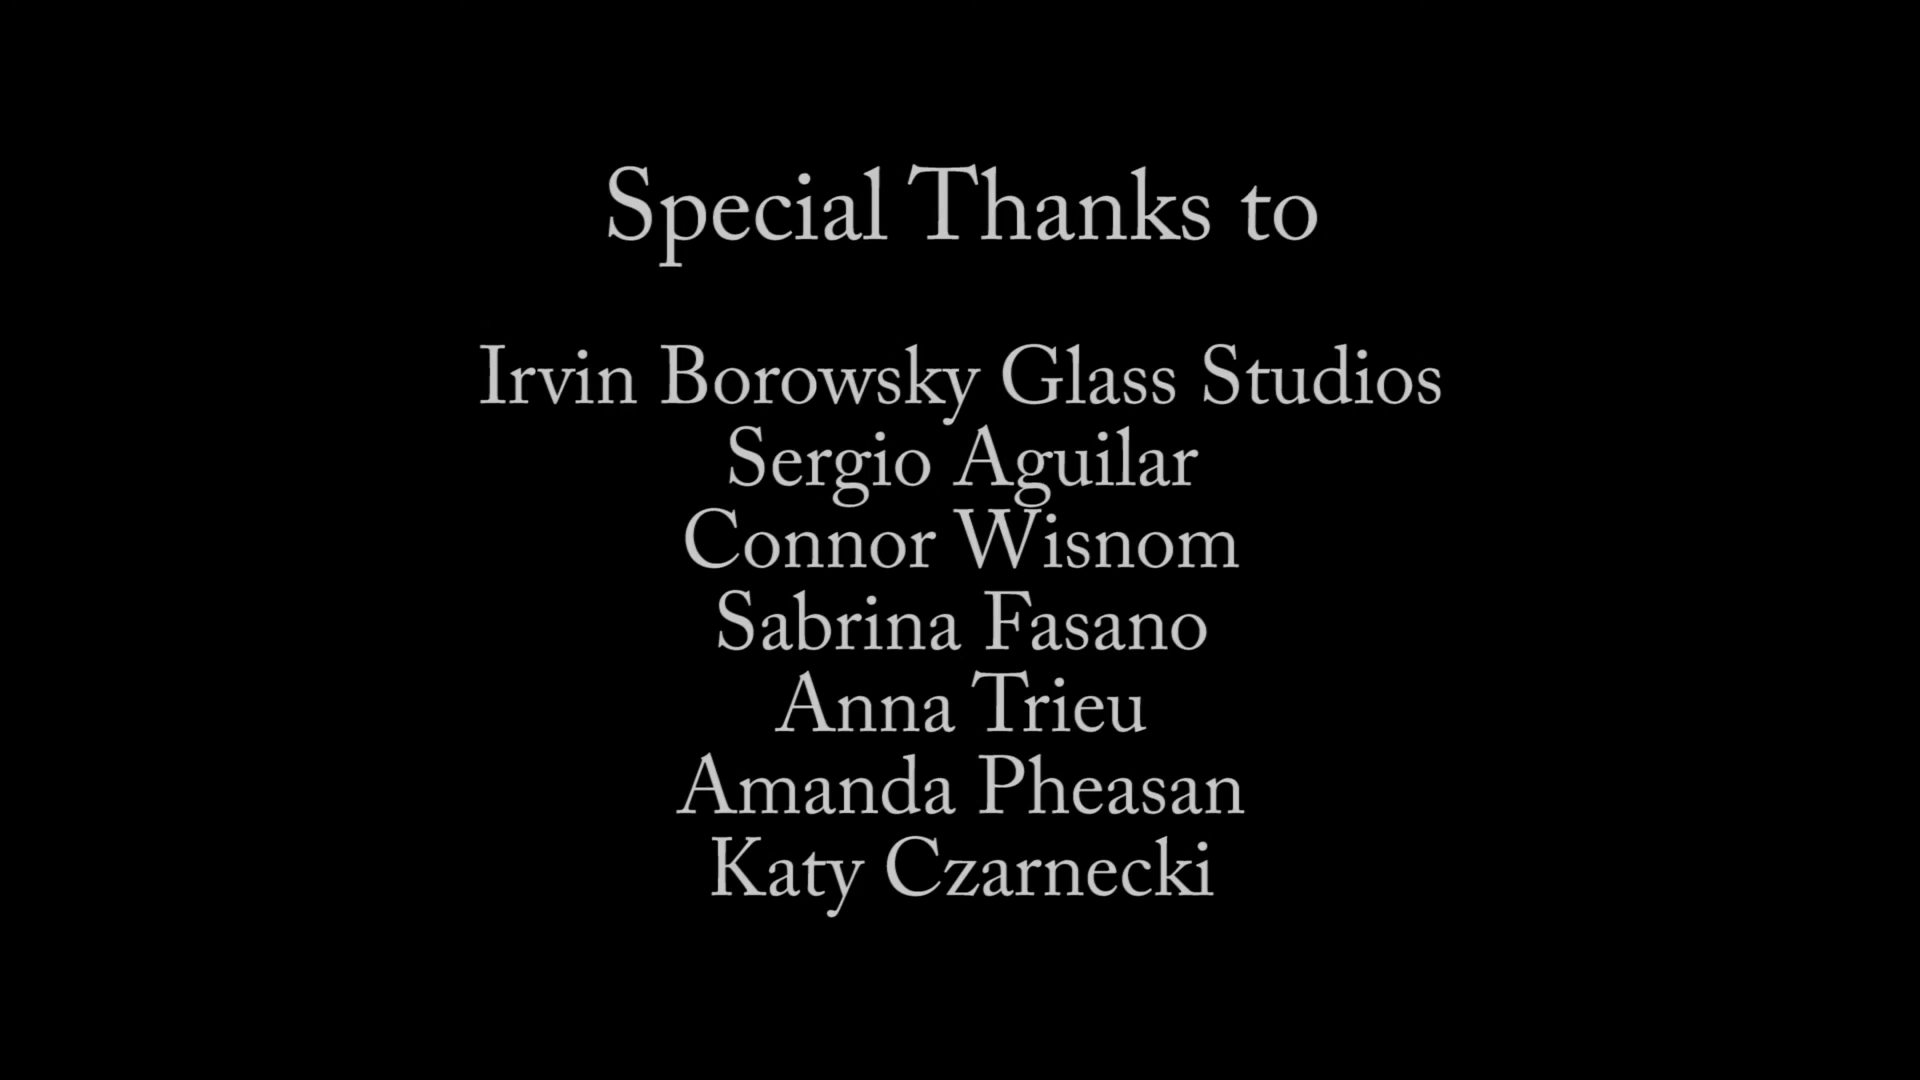 Special Thanks to
Irvin Borowsky Glass Studios
Sergio Aguilar
Connor Wisnom
Sabrina Fasano
Anna Trieu
Amanda Pheasan
Katy Czarnecki